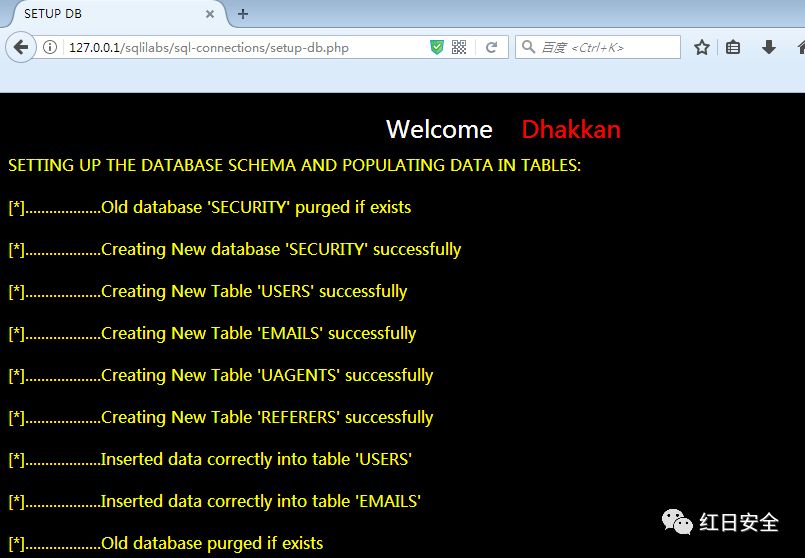 SETUP DB
127.0.0.1/sqlilabs/sql-connections/setup-db.php
百度 <Ctrl+K>
Welcome Dhakkan
SETTING UP THE DATABASE SCHEMA AND POPULATING DATA IN TABLES:
[*]...................Old database 'SECURITY' purged if exists
[*]...................Creating New database 'SECURITY' successfully
[*]...................Creating New Table 'USERS' successfully
[*]...................Creating New Table 'EMAILS' successfully
[*]...................Creating New Table 'UAGENTS' successfully
[*]...................Creating New Table 'REFERERS' successfully
[*]...................Inserted data correctly into table 'USERS'
[*]...................Inserted data correctly into table 'EMAILS'
[*]...................Old database purged if exists
红日安全